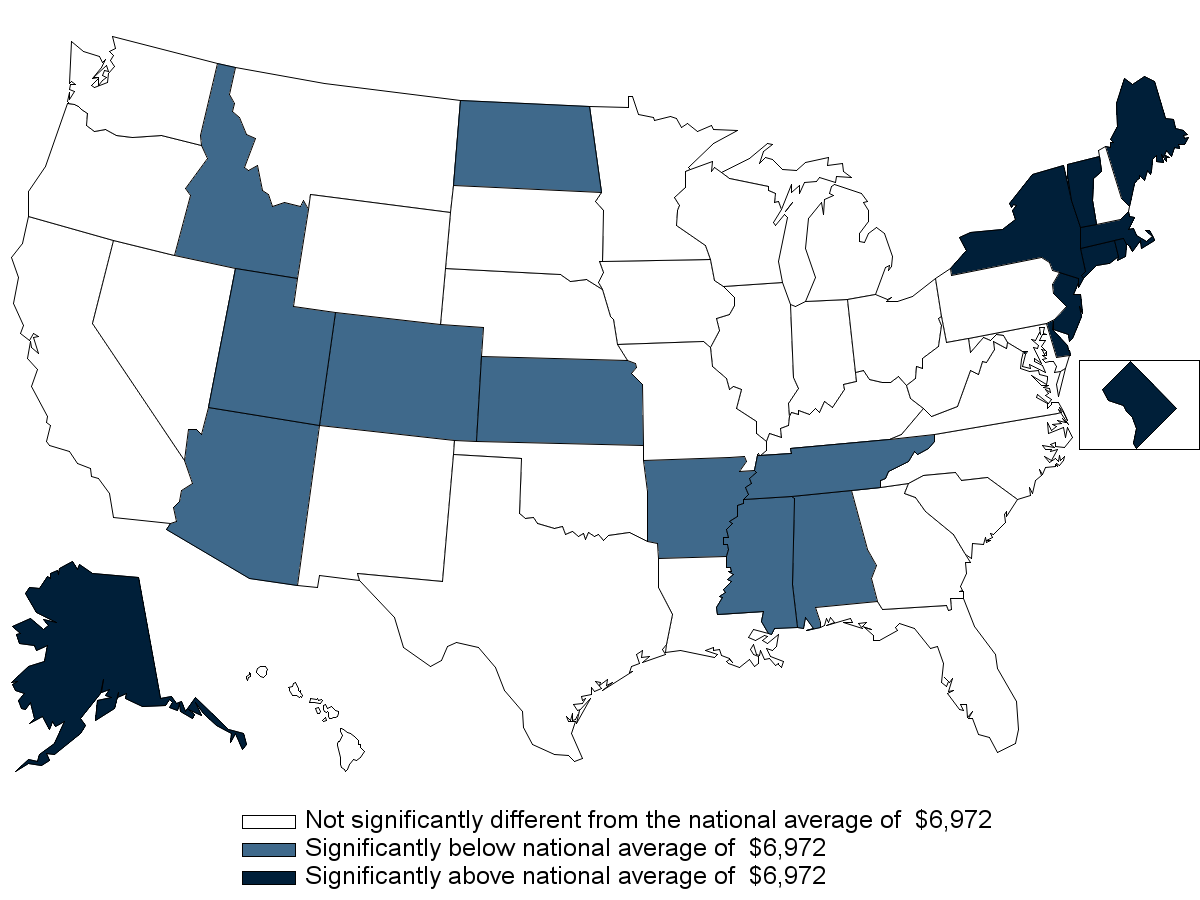 Not significantly different from the national average of  $6,972
Significantly below national average of  $6,972
Significantly above national average of  $6,972